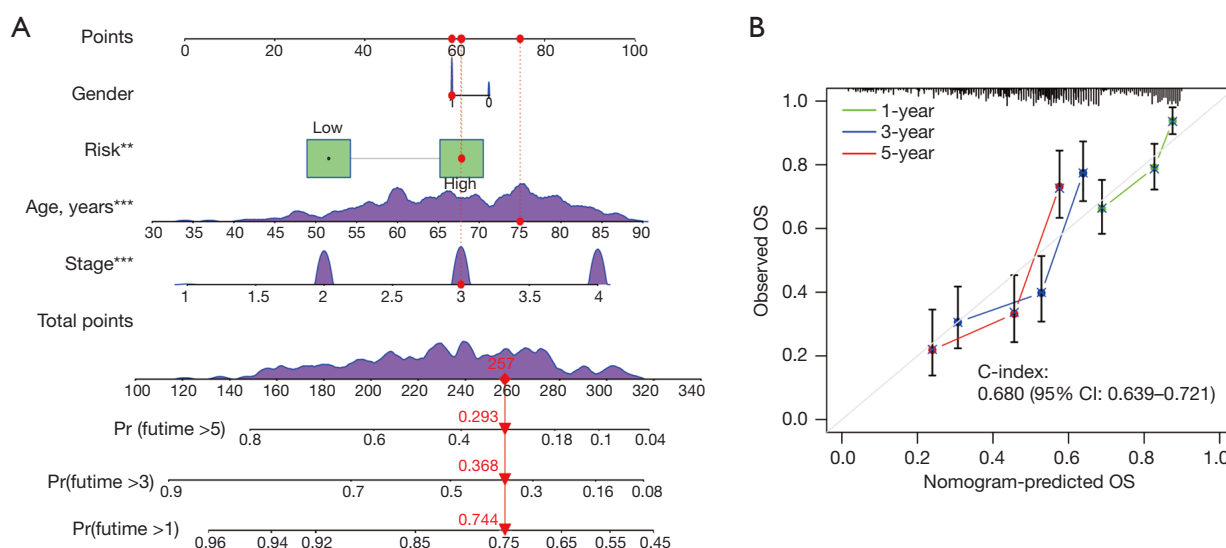 A
Points
0 20 40 60 80 100
Gender
1 0
Low
Risk**
High
Age, years***
30 35 40 45 50 55 60 65 70 75 80 85 90
Stage***
1 1.5 2 2.5 3 3.5 4
Total points
257
100 120 140 160 180 200 220 240 260 280 300 320 340
0.293
Pr (futime >5)
0.8 0.6 0.4 0.18 0.1 0.04
0.368
Pr(futime >3)
0.9 0.7 0.5 0.3 0.16 0.08
0.744
Pr(futime >1)
0.96 0.94 0.92 0.85 0.75 0.65 0.55 0.45
B
1-year
3-year
5-year
Observed OS
1.0
0.8
0.6
0.4
0.2
0.0
C-index:
0.680 (95% CI: 0.639–0.721)
0.0 0.2 0.4 0.6 0.8 1.0
Nomogram-predicted OS